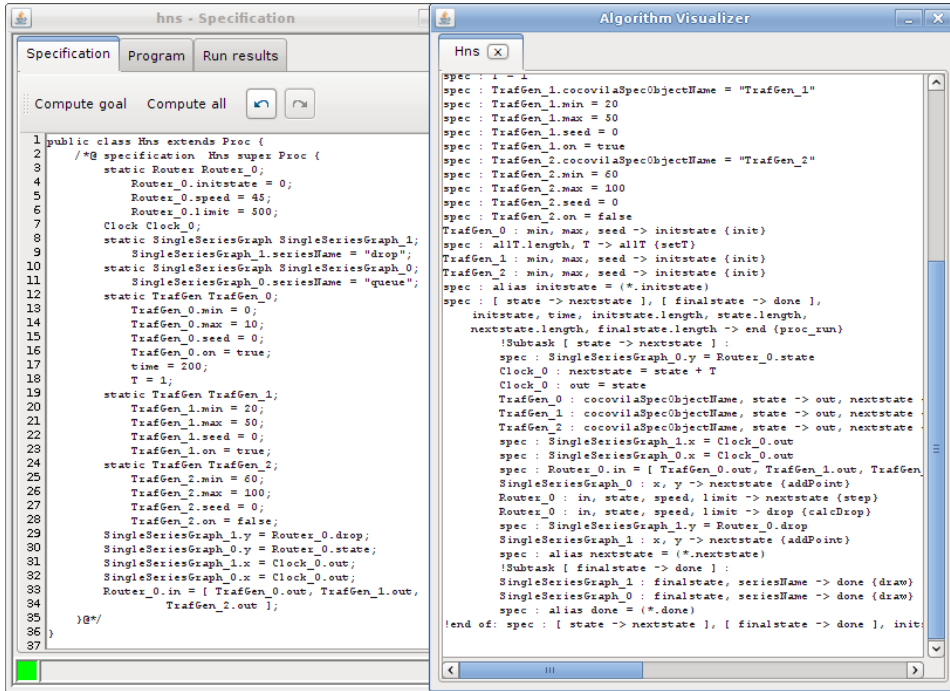 hns - Specification
Specification Program Run results
Compute goal Compute all
1 public class Hns extends Proc {
2 /*@ specification Hns super Proc {
3 static Router Router_0;
4 Router_0.initstate = 0;
5 Router_0.speed = 45;
6 Router_0.limit = 500;
7 Clock Clock_0;
8 static SingleSeriesGraph SingleSeriesGraph_1;
9 SingleSeriesGraph_1.seriesName = "drop";
10 static SingleSeriesGraph SingleSeriesGraph_0;
11 SingleSeriesGraph_0.seriesName = "queue";
12 static TrafGen TrafGen_0;
13 TrafGen_0.min = 0;
14 TrafGen_0.max = 10;
15 TrafGen_0.seed = 0;
16 TrafGen_0.on = true;
17 time = 200;
18 T = 1;
19 static TrafGen TrafGen_1;
20 TrafGen_1.min = 20;
21 TrafGen_1.max = 50;
22 TrafGen_1.seed = 0;
23 TrafGen_1.on = true;
24 static TrafGen TrafGen_2;
25 TrafGen_2.min = 60;
26 TrafGen_2.max = 100;
27 TrafGen_2.seed = 0;
28 TrafGen_2.on = false;
29 SingleSeriesGraph_1.y = Router_0.drop;
30 SingleSeriesGraph_0.y = Router_0.state;
31 SingleSeriesGraph_1.x = Clock_0.out;
32 SingleSeriesGraph_0.x = Clock_0.out;
33 Router_0.in = [ TrafGen_0.out, TrafGen_1.out,
34 TrafGen_2.out ];
35 }@*/
36 }
37
Algorithm Visualizer
Hns
spec : T = 1
spec : TrafGen_1.cocovilaSpecObjectName = "TrafGen_1"
spec : TrafGen_1.min = 20
spec : TrafGen_1.max = 50
spec : TrafGen_1.seed = 0
spec : TrafGen_1.on = true
spec : TrafGen_2.cocovilaSpecObjectName = "TrafGen_2"
spec : TrafGen_2.min = 60
spec : TrafGen_2.max = 100
spec : TrafGen_2.seed = 0
spec : TrafGen_2.on = false
TrafGen_0 : min, max, seed -> initstate {init}
spec : allT.length, T -> allT {setT}
TrafGen_1 : min, max, seed -> initstate {init}
TrafGen_2 : min, max, seed -> initstate {init}
spec : alias initstate = (*.initstate)
spec : [ state -> nextstate ], [ finalstate -> done ],
initstate, time, initstate.length, state.length,
nextstate.length, finalstate.length -> end {proc_run}
!Subtask [ state -> nextstate ] :
spec : SingleSeriesGraph_0.y = Router_0.state
Clock_0 : nextstate = state + T
Clock_0 : out = state
TrafGen_0 : cocovilaSpecObjectName, state -> out, nextstate
TrafGen_1 : cocovilaSpecObjectName, state -> out, nextstate
TrafGen_2 : cocovilaSpecObjectName, state -> out, nextstate
spec : SingleSeriesGraph_1.x = Clock_0.out
spec : SingleSeriesGraph_0.x = Clock_0.out
spec : Router_0.in = [ TrafGen_0.out, TrafGen_1.out, TrafGen_
SingleSeriesGraph_0 : x, y -> nextstate {addPoint}
Router_0 : in, state, speed, limit -> nextstate {step}
Router_0 : in, state, speed, limit -> drop {calcDrop}
spec : SingleSeriesGraph_1.y = Router_0.drop
SingleSeriesGraph_1 : x, y -> nextstate {addPoint}
spec : alias nextstate = (*.nextstate)
!Subtask [ finalstate -> done ] :
SingleSeriesGraph_1 : finalstate, seriesName -> done {draw}
SingleSeriesGraph_0 : finalstate, seriesName -> done {draw}
spec : alias done = (*.done)
!end of: spec : [ state -> nextstate ], [ finalstate -> done ], inits